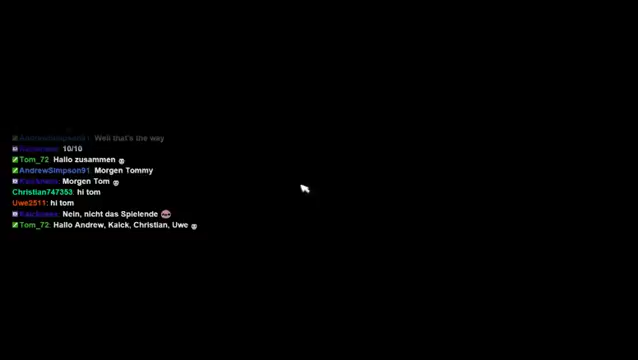 AndrewSimpson91 Well that's the way
10/10
Tom_72 Hallo zusammen
AndrewSimpson91 Morgen Tommy
Morgen Tom
Christian747353: hi tom
Uwe2511: hi tom
Nein, nicht das Spielende
Tom_72: Hallo Andrew, Kalck, Christian, Uwe